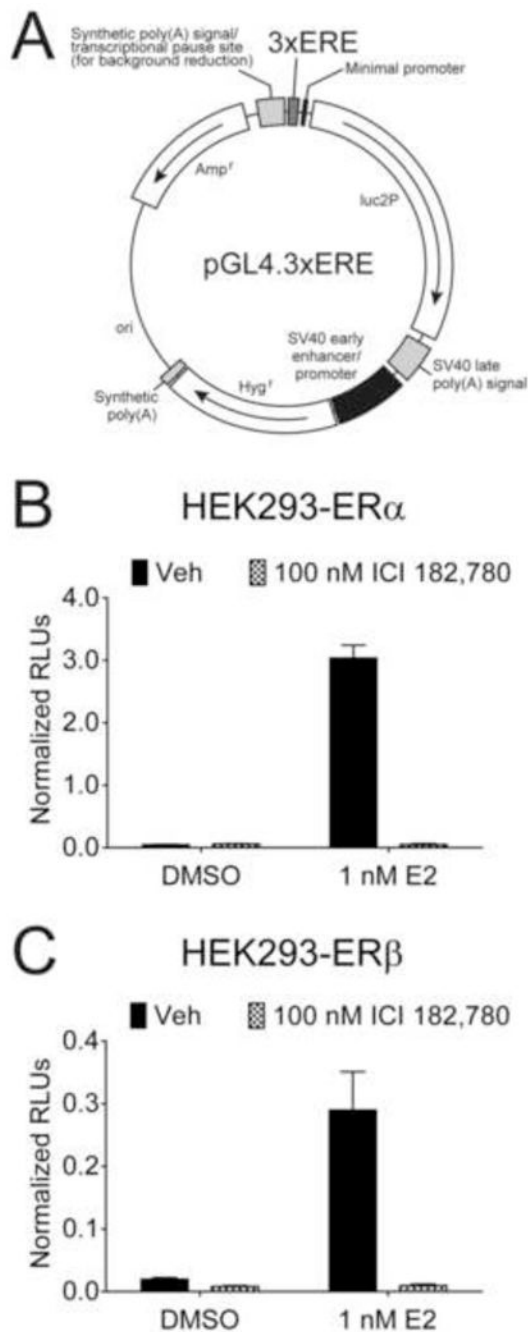 A
Synthetic poly(A) signal/
transcriptional pause site
(for background reduction)
3xERE
Minimal promoter
Ampʳ
luc2P
pGL4.3xERE
ori
SV40 early
enhancer/
promoter
SV40 late
poly(A) signal
Hygʳ
Synthetic
poly(A)
B
HEK293-ERα
Veh
100 nM ICI 182,780
Normalized RLUs
4.0
3.0
2.0
1.0
0.0
DMSO
1 nM E2
C
HEK293-ERβ
Veh
100 nM ICI 182,780
Normalized RLUs
0.4
0.3
0.2
0.1
0.0
DMSO
1 nM E2